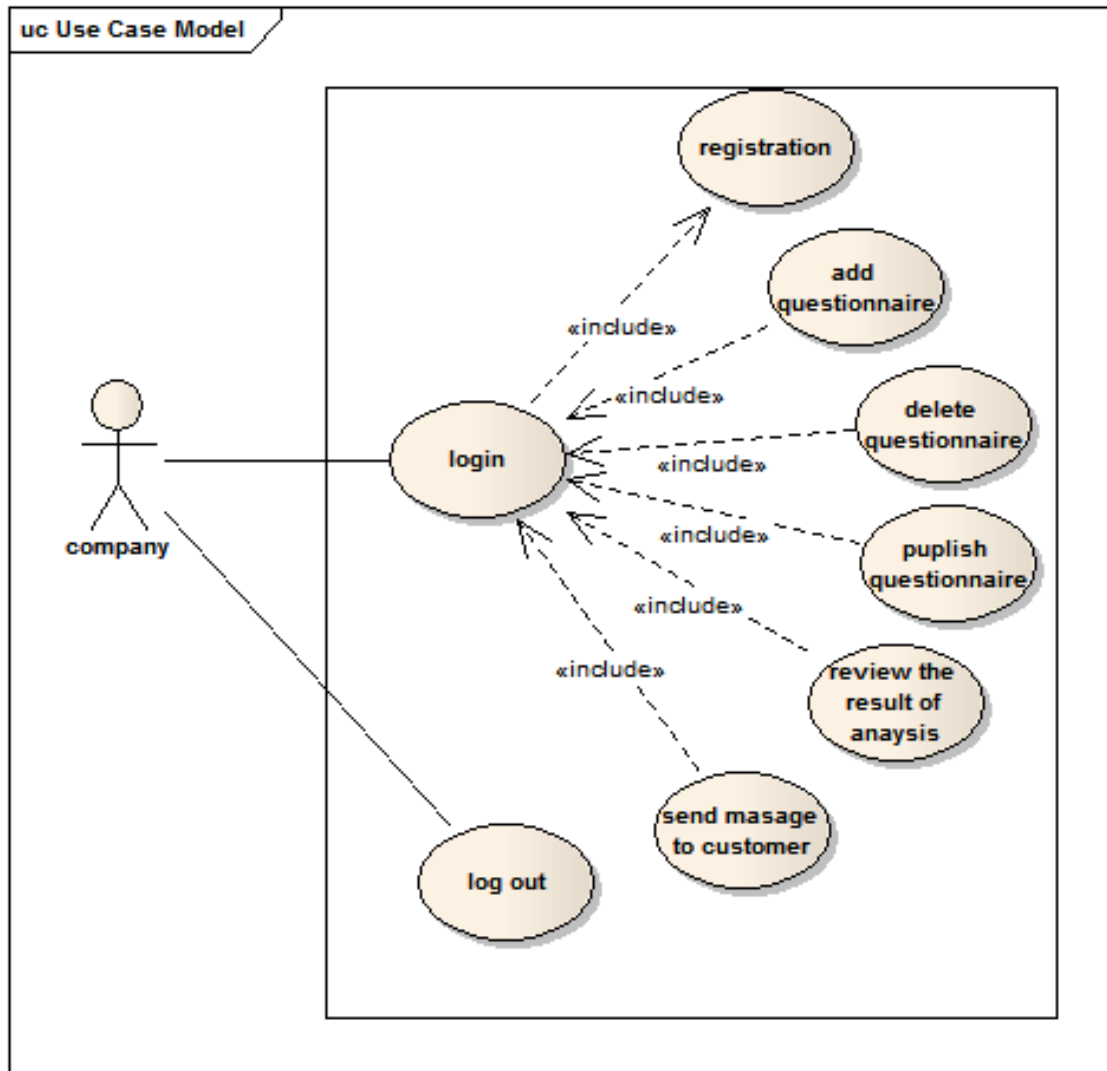 uc Use Case Model
registration
add
questionnaire
«include»
«include»
delete
questionnaire
login
«include»
puplish
questionnaire
«include»
company
«include»
review the
result of
anaysis
«include»
send masage
to customer
log out